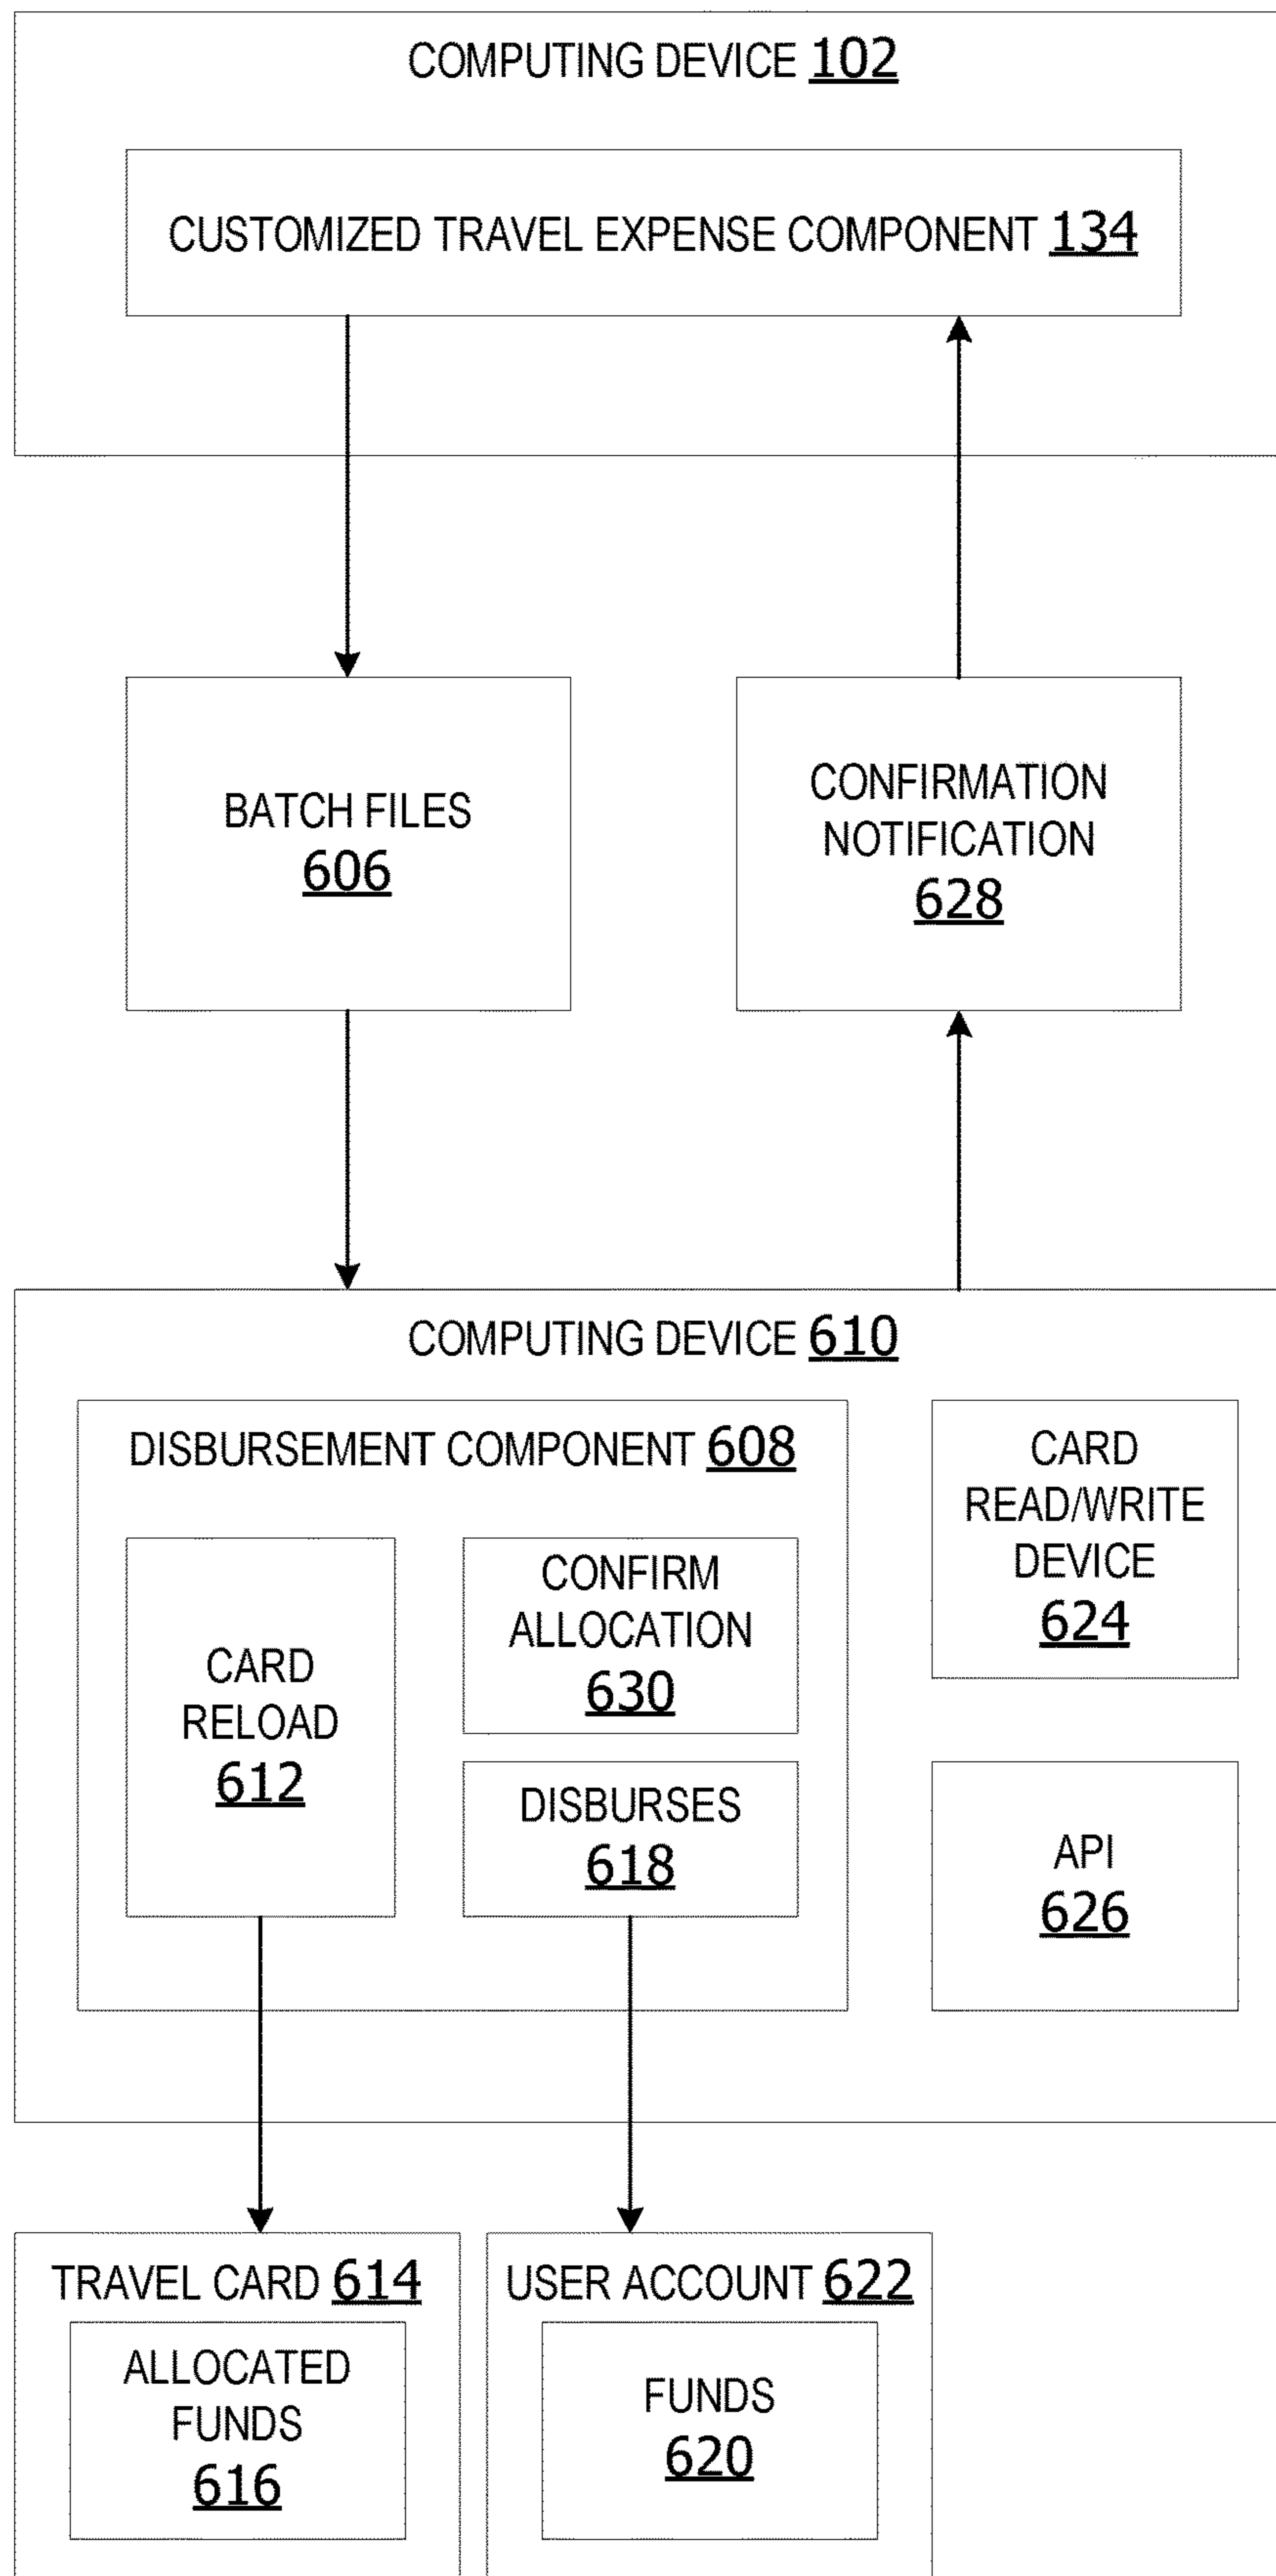 COMPUTING DEVICE 102
CUSTOMIZED TRAVEL EXPENSE COMPONENT 134
BATCH FILES
606
CONFIRMATION
NOTIFICATION
628
COMPUTING DEVICE 610
DISBURSEMENT COMPONENT 608
CARD
RELOAD
612
CONFIRM
ALLOCATION
630
DISBURSES
618
CARD
READ/WRITE
DEVICE
624
API
626
TRAVEL CARD 614
ALLOCATED
FUNDS
616
USER ACCOUNT 622
FUNDS
620